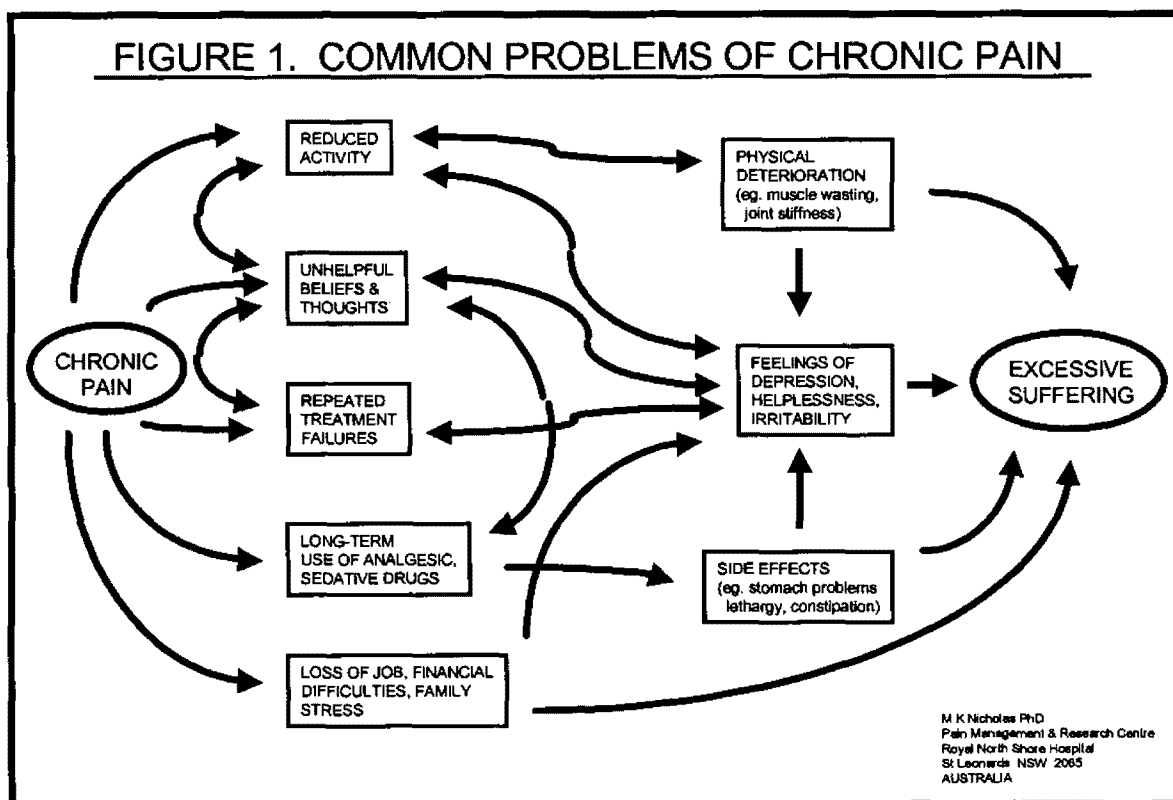 FIGURE 1. COMMON PROBLEMS OF CHRONIC PAIN
REDUCED
ACTIVITY
PHYSICAL
DETERIORATION
(eg. muscle wasting,
joint stiffness)
UNHELPFUL
BELIEFS &
THOUGHTS
CHRONIC
PAIN
FEELINGS OF
DEPRESSION,
HELPLESSNESS,
IRRITABILITY
EXCESSIVE
SUFFERING
REPEATED
TREATMENT
FAILURES
LONG-TERM
USE OF ANALGESIC,
SEDATIVE DRUGS
SIDE EFFECTS
(eg. stomach problems
lethargy, constipation)
LOSS OF JOB, FINANCIAL
DIFFICULTIES, FAMILY
STRESS
M K Nicholas PhD
Pain Management & Research Centre
Royal North Shore Hospital
St Leonards NSW 2065
AUSTRALIA